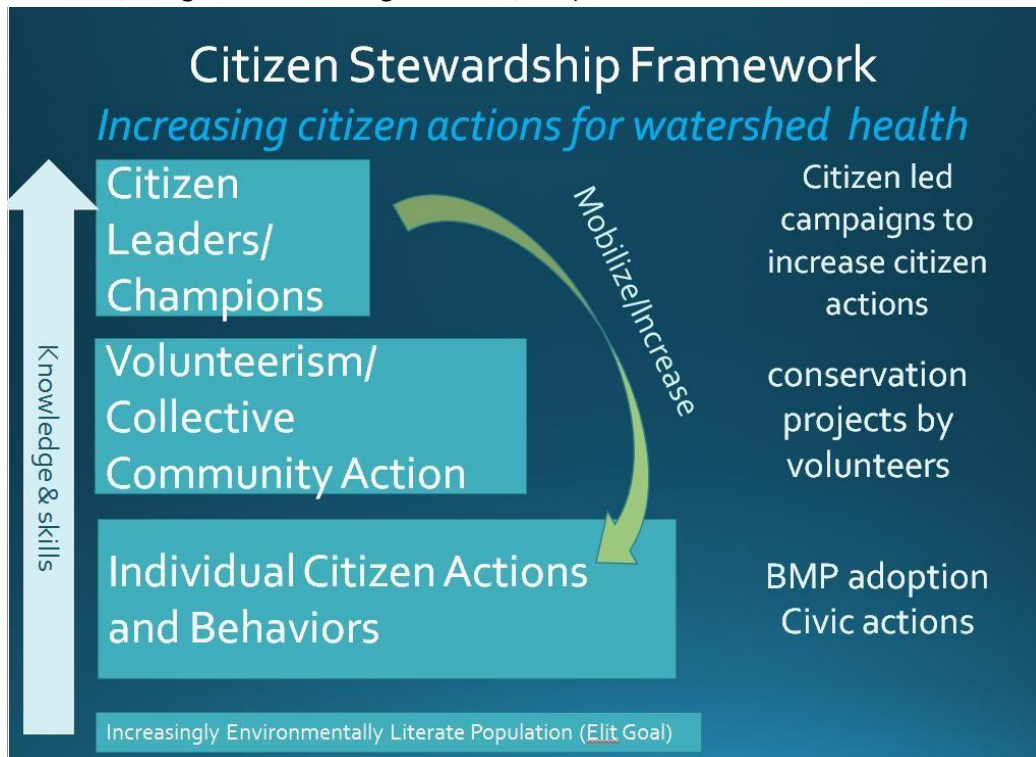 Citizen Stewardship Framework
Increasing citizen actions for watershed health
Knowledge& skills
Citizen
Leaders/
Champions
Mobilize/Increase
Citizen led
campaigns to
increase citizen
actions
Volunteerism/
Collective
Community Action
conservation
projects by
volunteers
Individual Citizen Actions
and Behaviors
BMP adoption
Civic actions
Increasingly Environmentally Literate Population (Elit Goal)